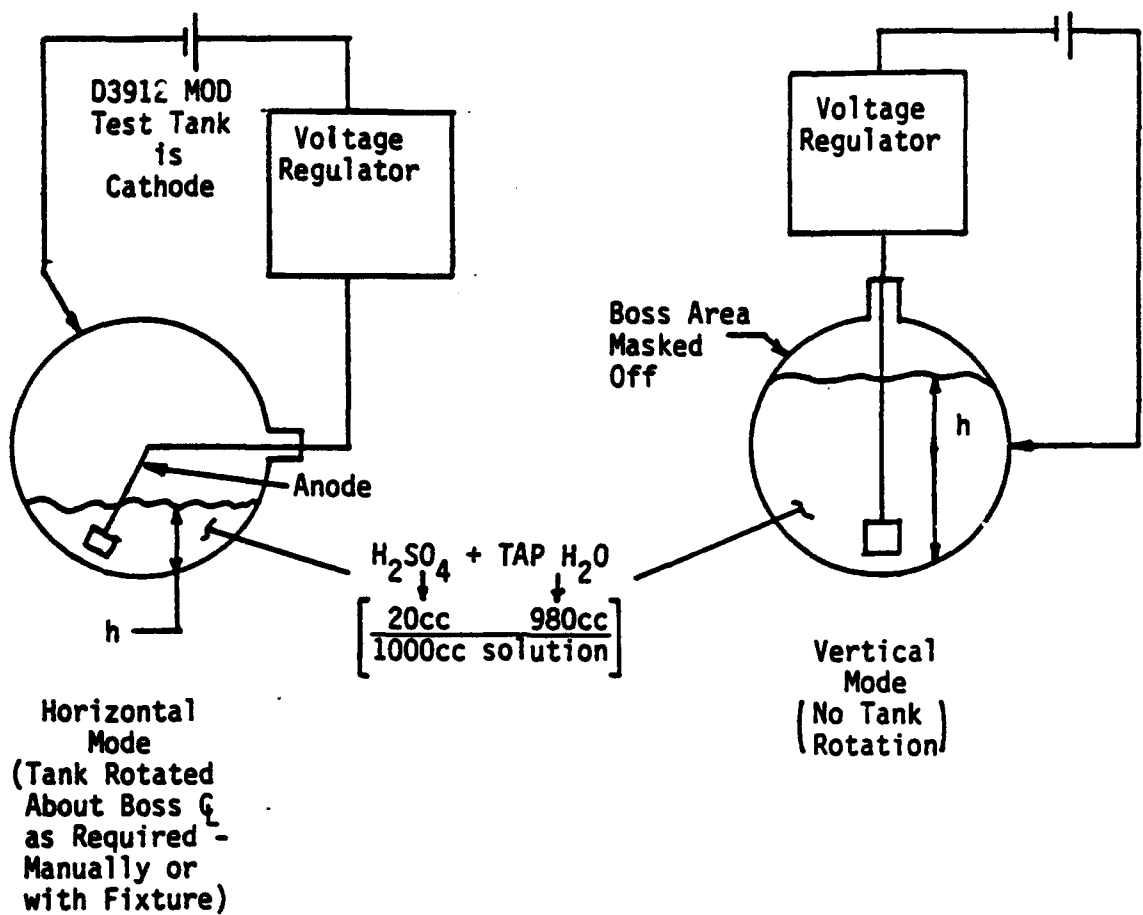 D3912 MOD
Test Tank
is
Cathode
Voltage
Regulator
Anode
h
Horizontal
Mode
(Tank Rotated
About Boss ℄
as Required -
Manually or
with Fixture)
H₂SO₄ + TAP H₂O
20cc 980cc
1000cc solution
Voltage
Regulator
Boss Area
Masked
Off
h
Vertical
Mode
(No Tank
Rotation)